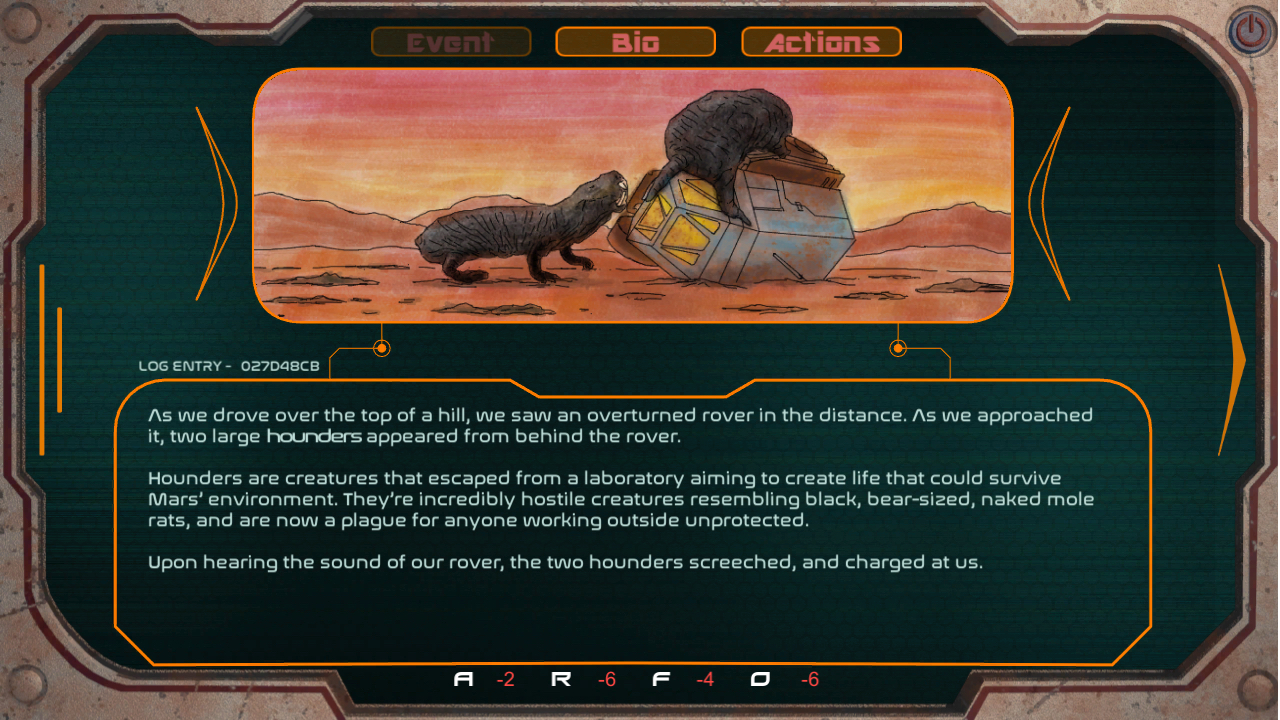 Event Bio Actions
LOG ENTRY - 027D48CB
As we drove over the top of a hill, we saw an overturned rover in the distance. As we approached
it, two large hounders appeared from behind the rover.
Hounders are creatures that escaped from a laboratory aiming to create life that could survive
Mars' environment. They're incredibly hostile creatures resembling black, bear-sized, naked mole
rats, and are now a plague for anyone working outside unprotected.
Upon hearing the sound of our rover, the two hounders screeched, and charged at us.
A -2 R -6 F -4 O -6